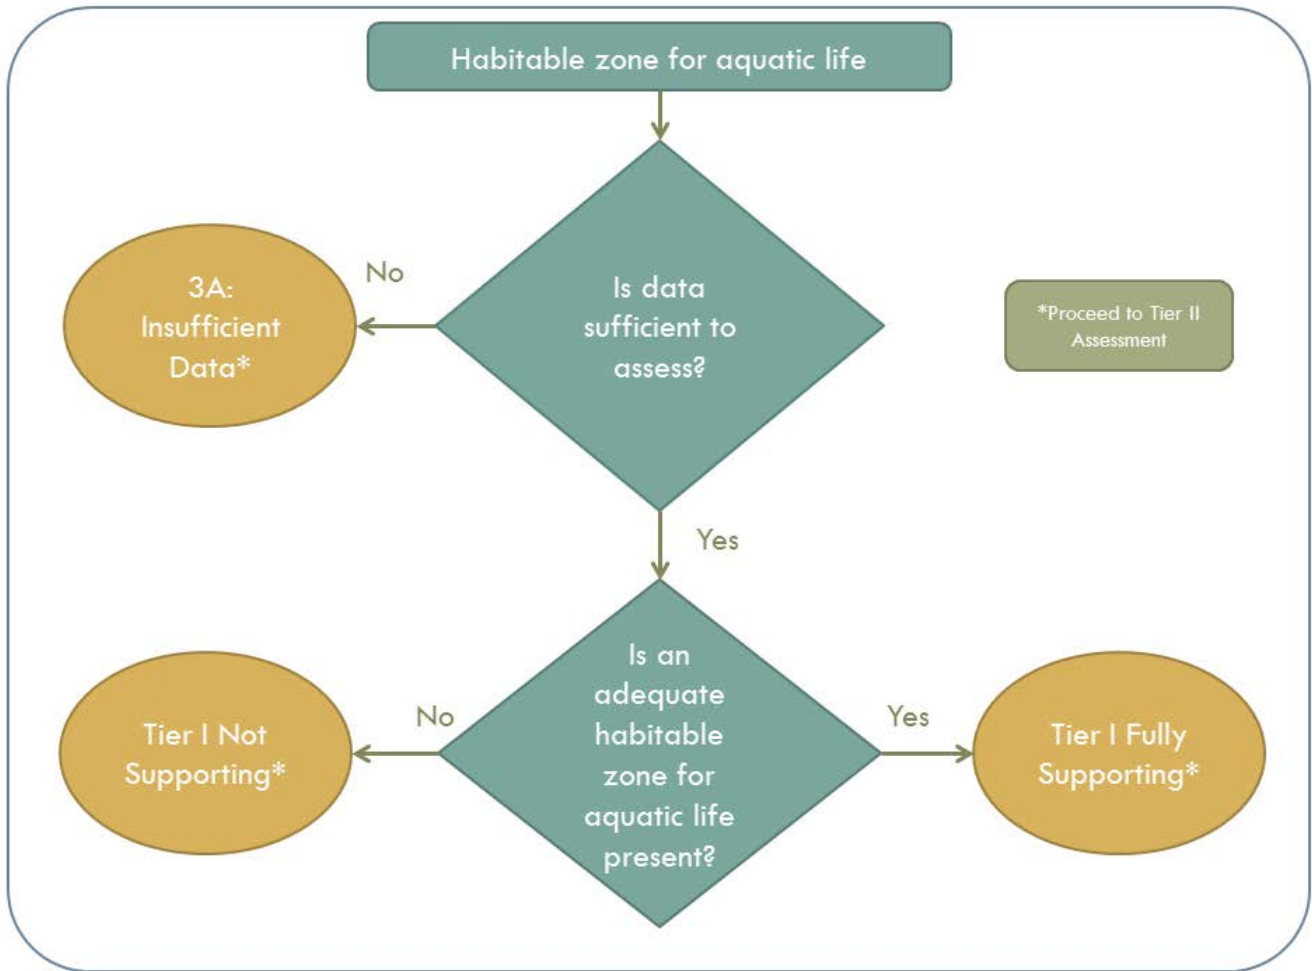 Habitable zone for aquatic life
No
3A:
Insufficient
Data*
Is data
sufficient to
assess?
*Proceed to Tier II
Assessment
Yes
No
Tier I Not
Supporting*
Is an
adequate
habitable
zone for
aquatic life
present?
Yes
Tier I Fully
Supporting*